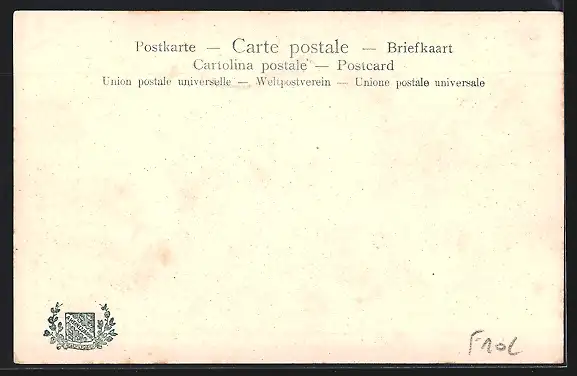 Postkarte — Carte postale — Briefkaart
Cartolina postale — Postcard
Union postale universelle — Weltpostverein — Unione postale universale